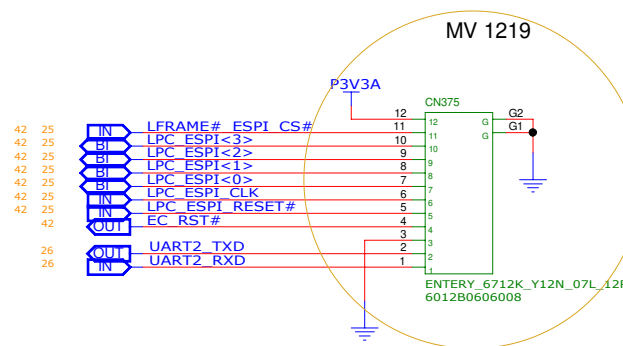 MV 1219
P3V3A
CN375
12 12 G G2
42 25 IN LFRAME#_ESPI_CS# 11 11 G G1
42 25 BI LPC_ESPI<3> 10 10
42 25 BI LPC_ESPI<2> 9 9
42 25 BI LPC_ESPI<1> 8 8
42 25 BI LPC_ESPI<0> 7 7
42 25 IN LPC_ESPI_CLK 6 6
42 25 IN LPC_ESPI_RESET# 5 5
42 OUT EC_RST# 4 4
3 3
26 OUT UART2_TXD 2 2
26 IN UART2_RXD 1 1
ENTERY_6712K_Y12N_07L_12
6012B0606008